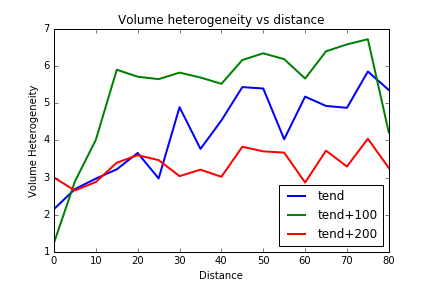 Volume heterogeneity vs distance
Volume Heterogeneity
7
6
5
4
3
2
1
tend
tend+100
tend+200
0 10 20 30 40 50 60 70 80
Distance